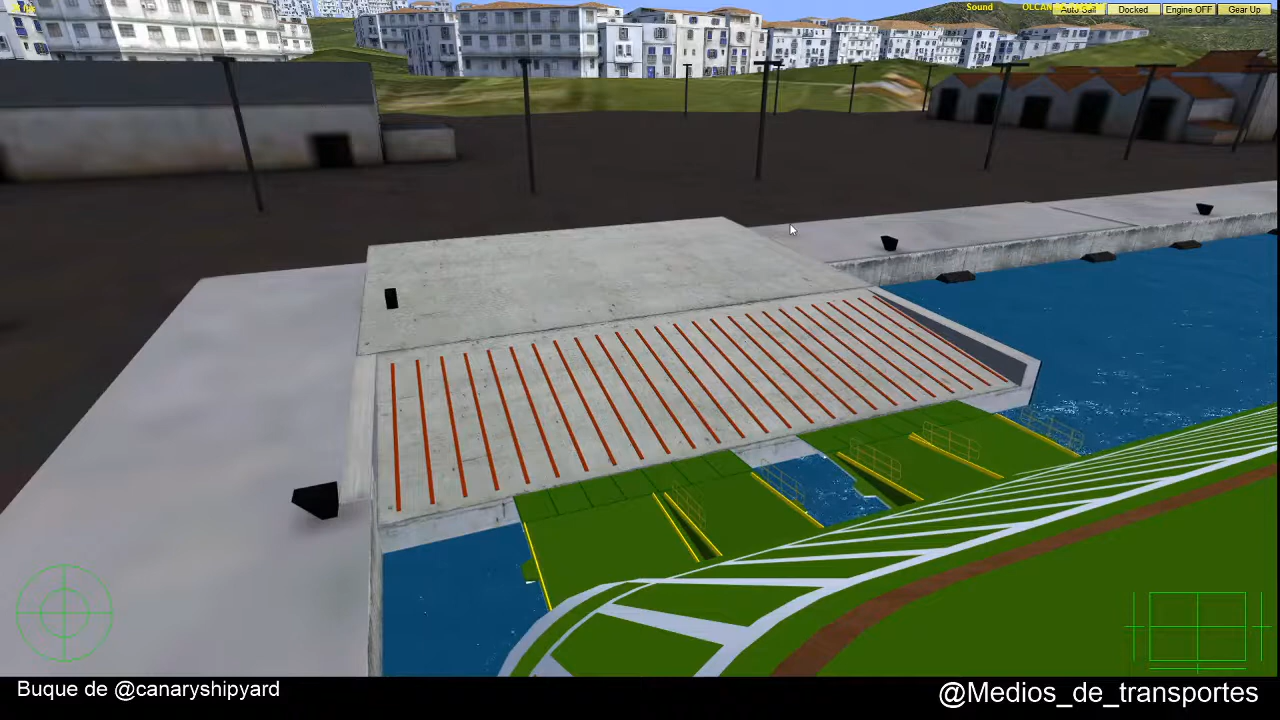 Sound
Auto Sail
Docked
Engine OFF
Gear Up
Buque de @canaryshipyard
@Medios_de_transportes